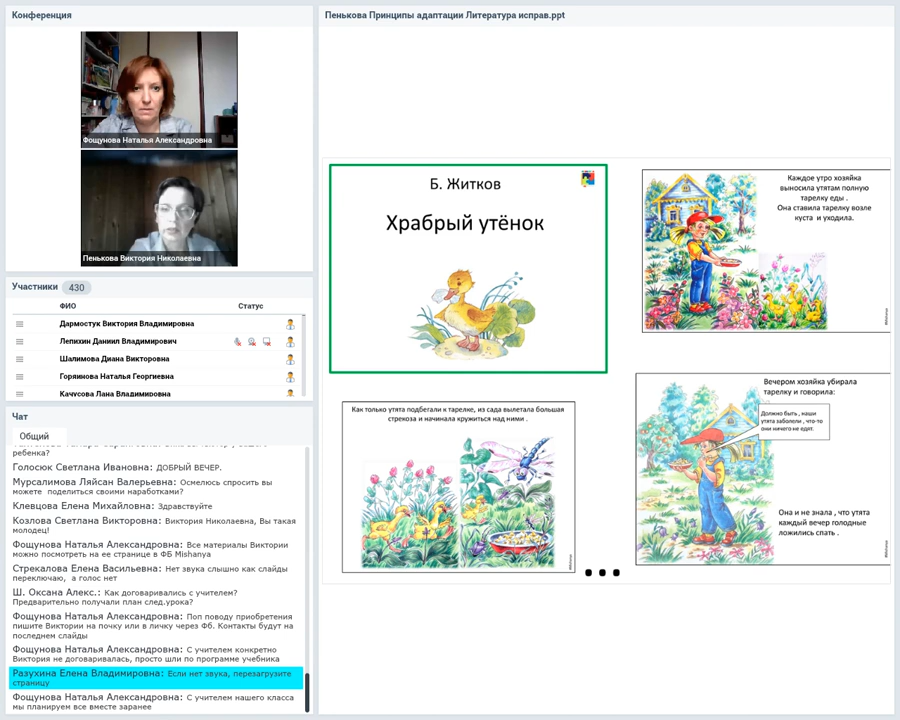 Конференция
Фощунова Наталья Александровна
Пенькова Виктория Николаевна
Участники 430
ФИО Статус
Дармостук Виктория Владимировна
Лепихин Даниил Владимирович
Шалимова Диана Викторовна
Горяинова Наталья Георгиевна
Качусова Лана Владимировна
Чат
Общий
ребенка?
Голосюк Светлана Ивановна: ДОБРЫЙ ВЕЧЕР.
Мурсалимова Ляйсан Валерьевна: Осмелюсь спросить вы
можете поделиться своими наработками?
Клевцова Елена Михайловна: Здравствуйте
Козлова Светлана Викторовна: Виктория Николаевна, Вы такая
молодец!
Фощунова Наталья Александровна: Все материалы Виктории
можно посмотреть на ее странице в ФБ Mishanya
Стрекалова Елена Васильевна: Нет звука слышно как слайды
переключаю, а голос нет
Ш. Оксана Алекс.: Как договаривались с учителем?
Предварительно получали план след.урока?
Фощунова Наталья Александровна: Поп поводу приобретения
пишите Виктории на почку или в личку через Фб. Контакты будут на
последнем слайды
Фощунова Наталья Александровна: С учителем конкретно
Виктория не договаривалась, просто шли по программе учебника
Разухина Елена Владимировна: Если нет звука, перезагрузите
страницу
Фощунова Наталья Александровна: С учителем нашего класса
мы планируем все вместе заранее
Пенькова Принципы адаптации Литература исправ.ppt
Б. Житков
Храбрый утёнок
Каждое утро хозяйка
выносила утятам полную
тарелку еды .
Она ставила тарелку возле
куста и уходила.
Как только утята подбегали к тарелке, из сада вылетала большая
стрекоза и начинала кружиться над ними .
Вечером хозяйка убирала
тарелку и говорила:
Должно быть , наши
утята заболели , что-то
они ничего не едят.
Она и не знала , что утята
каждый вечер голодные
ложились спать .